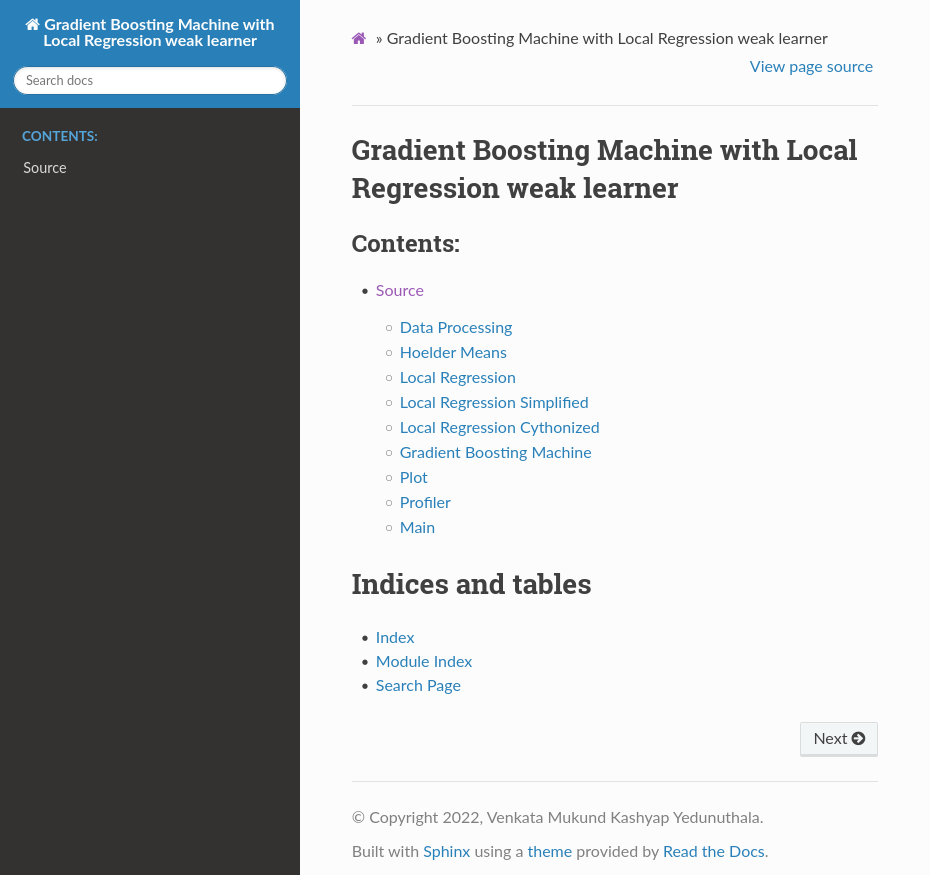 Gradient Boosting Machine with
Local Regression weak learner
Search docs
CONTENTS:
Source
» Gradient Boosting Machine with Local Regression weak learner
View page source
Gradient Boosting Machine with Local
Regression weak learner
Contents:
• Source
○ Data Processing
○ Hoelder Means
○ Local Regression
○ Local Regression Simplified
○ Local Regression Cythonized
○ Gradient Boosting Machine
○ Plot
○ Profiler
○ Main
Indices and tables
• Index
• Module Index
• Search Page
Next
© Copyright 2022, Venkata Mukund Kashyap Yedunuthala.
Built with Sphinx using a theme provided by Read the Docs.